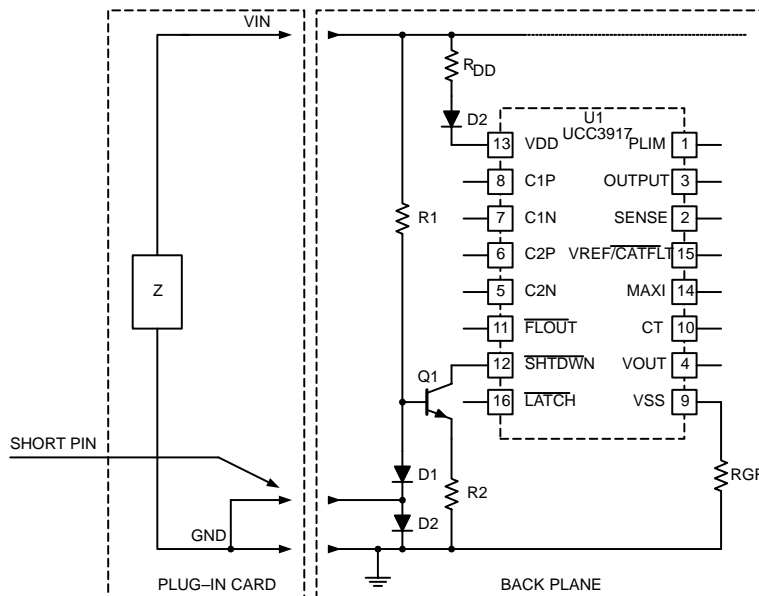 VIN
R DD
D2
U1
UCC3917
13 VDD PLIM 1
8 C1P OUTPUT 3
R1
7 C1N SENSE 2
6 C2P VREF/CATFLT 15
Z
5 C2N MAXI 14
11 FLOUT CT 10
Q1
12 SHTDWN VOUT 4
16 LATCH VSS 9
SHORT PIN
D1
R2
RGF
GND
D2
PLUG–IN CARD
BACK PLANE